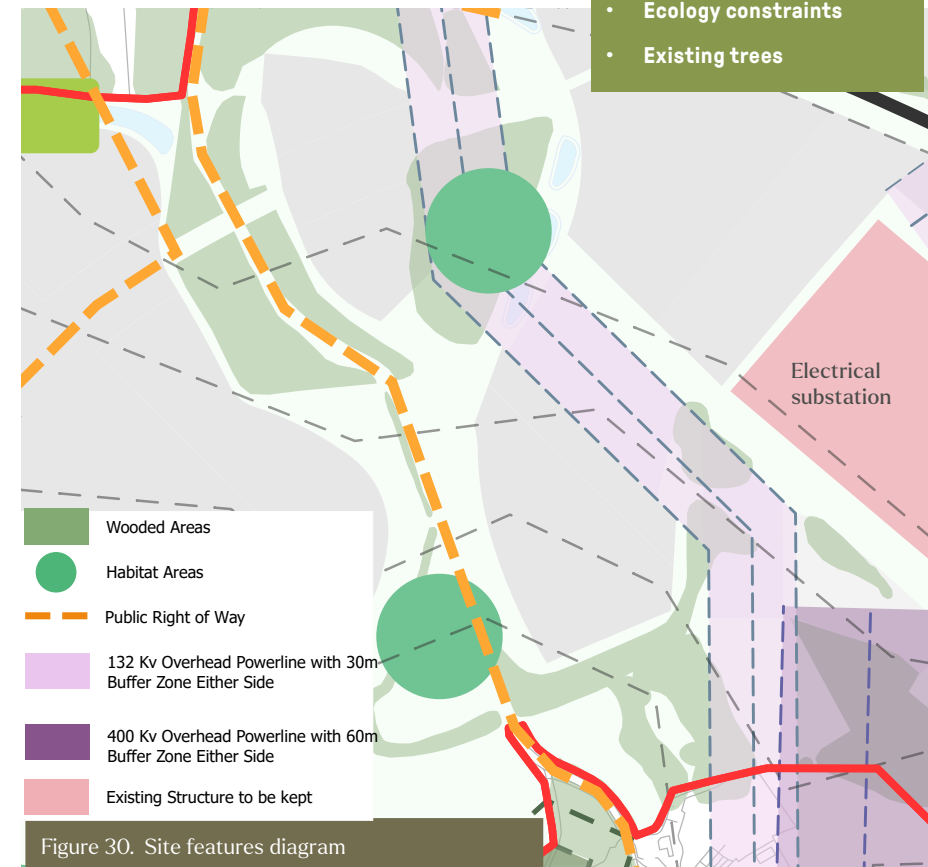 • Ecology constraints
• Existing trees
Electrical
substation
Wooded Areas
Habitat Areas
Public Right of Way
132 Kv Overhead Powerline with 30m
Buffer Zone Either Side
400 Kv Overhead Powerline with 60m
Buffer Zone Either Side
Existing Structure to be kept
Figure 30. Site features diagram